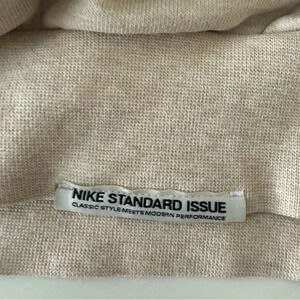 NIKE STANDARD ISSUE
CLASSIC STYLE MEETS MODERN PERFORMANCE